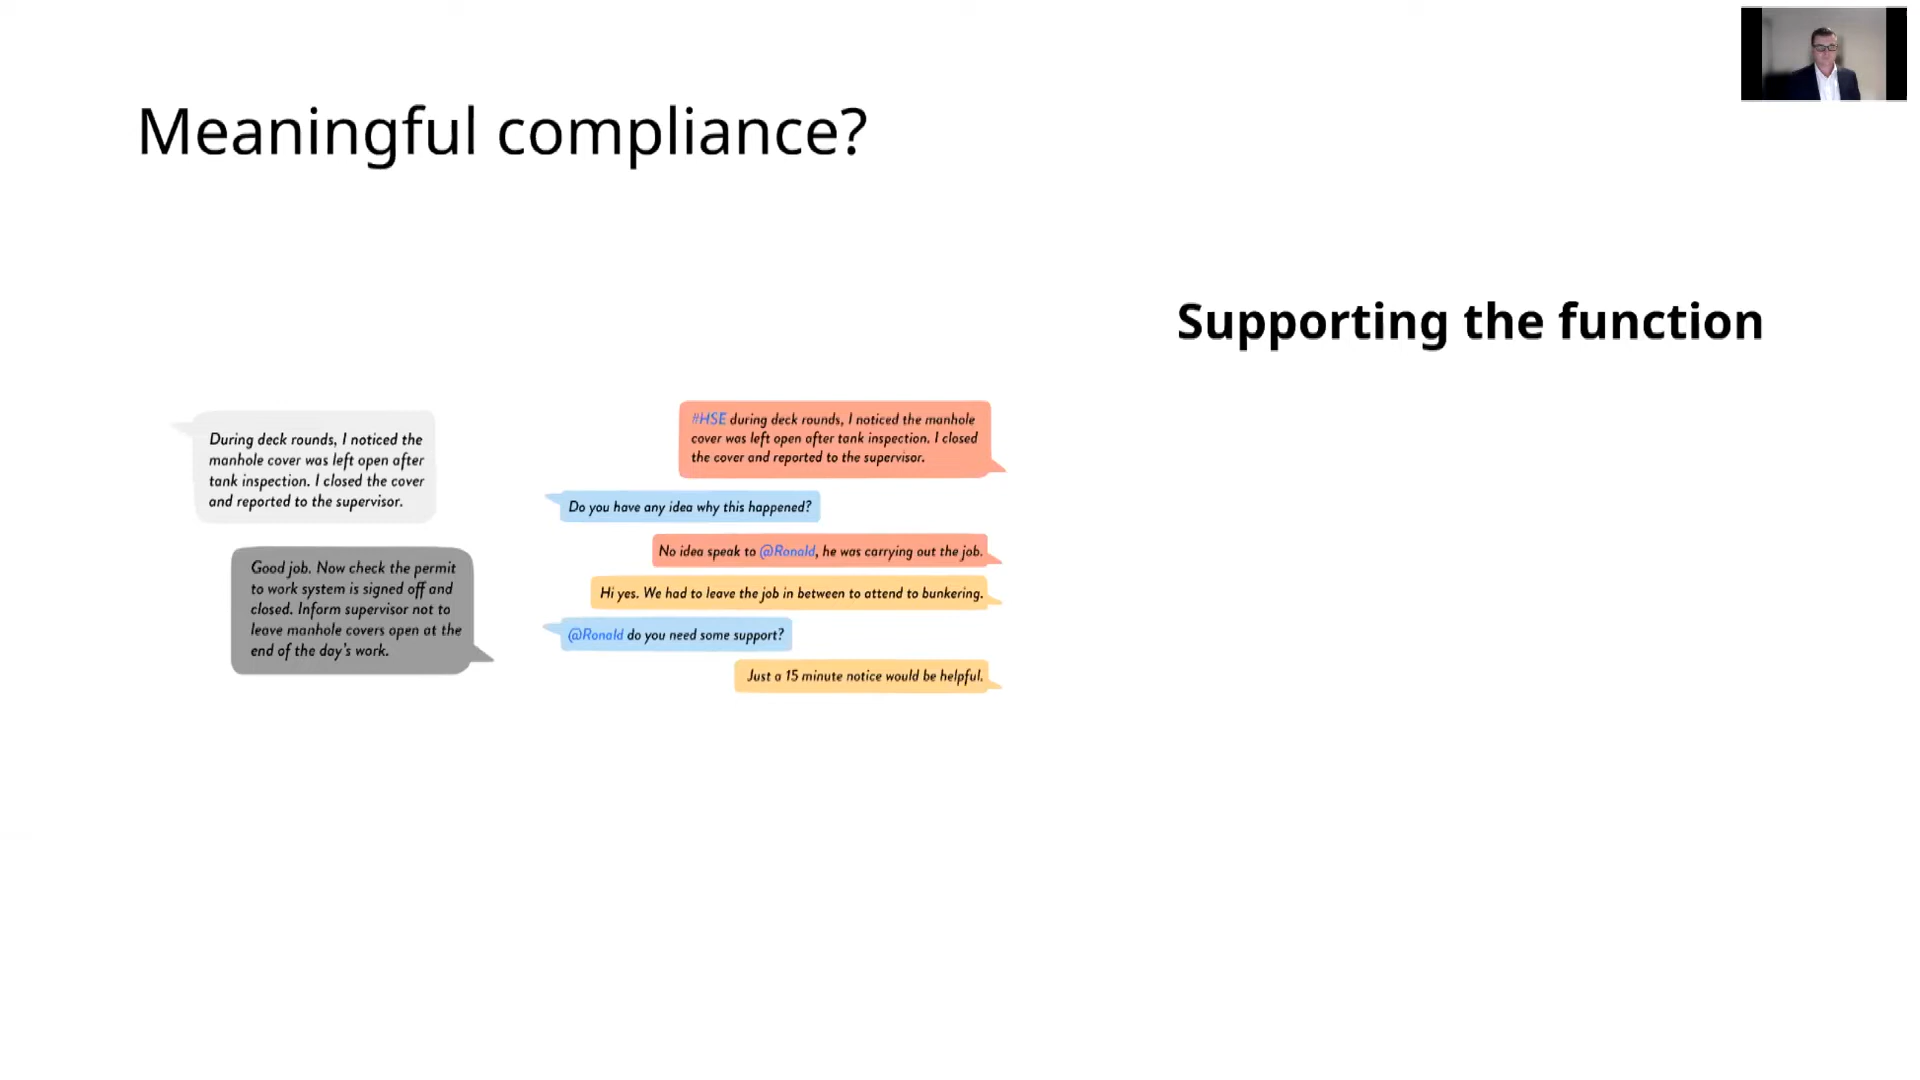 Meaningful compliance?
Supporting the function
During deck rounds, I noticed the
manhole cover was left open after
tank inspection. I closed the cover
and reported to the supervisor.
Good job. Now check the permit
to work system is signed off and
closed. Inform supervisor not to
leave manhole covers open at the
end of the day's work.
#HSE during deck rounds, I noticed the manhole
cover was left open after tank inspection. I closed
the cover and reported to the supervisor.
Do you have any idea why this happened?
No idea speak to @Ronald, he was carrying out the job.
Hi yes. We had to leave the job in between to attend to bunkering.
@Ronald do you need some support?
Just a 15 minute notice would be helpful.